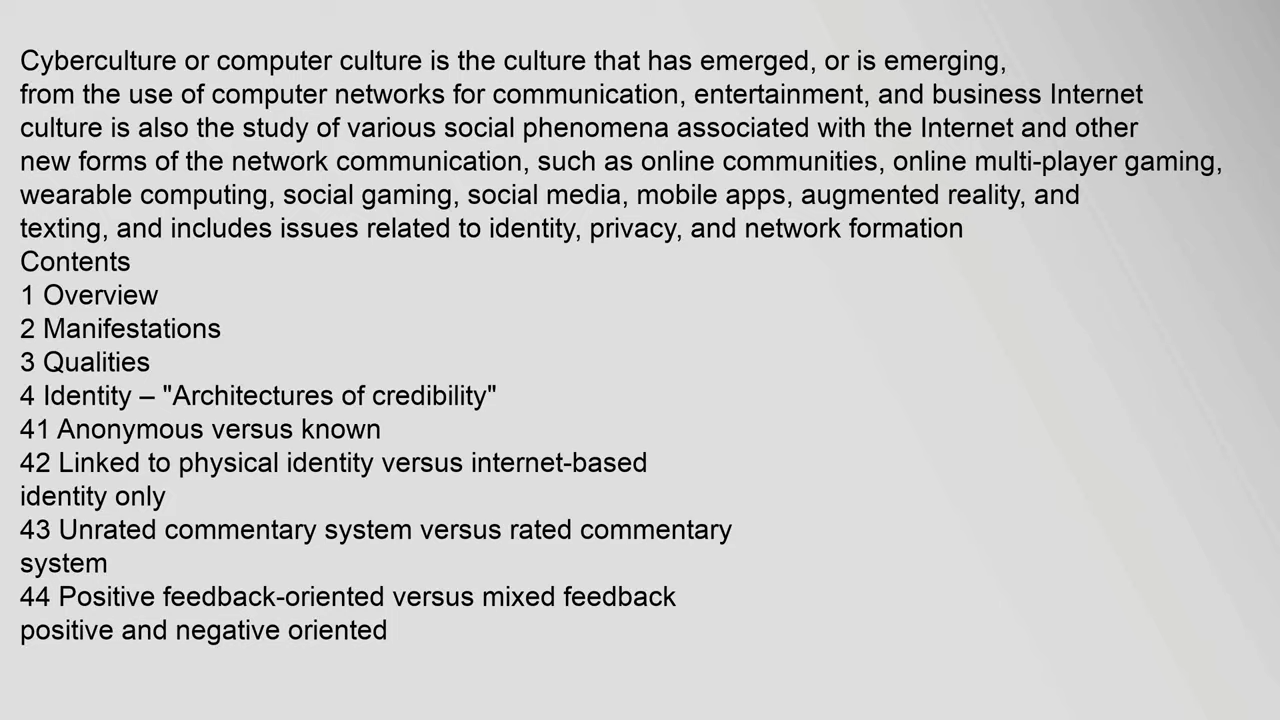 Cyberculture or computer culture is the culture that has emerged, or is emerging,
from the use of computer networks for communication, entertainment, and business Internet
culture is also the study of various social phenomena associated with the Internet and other
new forms of the network communication, such as online communities, online multi-player gaming,
wearable computing, social gaming, social media, mobile apps, augmented reality, and
texting, and includes issues related to identity, privacy, and network formation
Contents
1 Overview
2 Manifestations
3 Qualities
4 Identity – "Architectures of credibility"
41 Anonymous versus known
42 Linked to physical identity versus internet-based
identity only
43 Unrated commentary system versus rated commentary
system
44 Positive feedback-oriented versus mixed feedback
positive and negative oriented